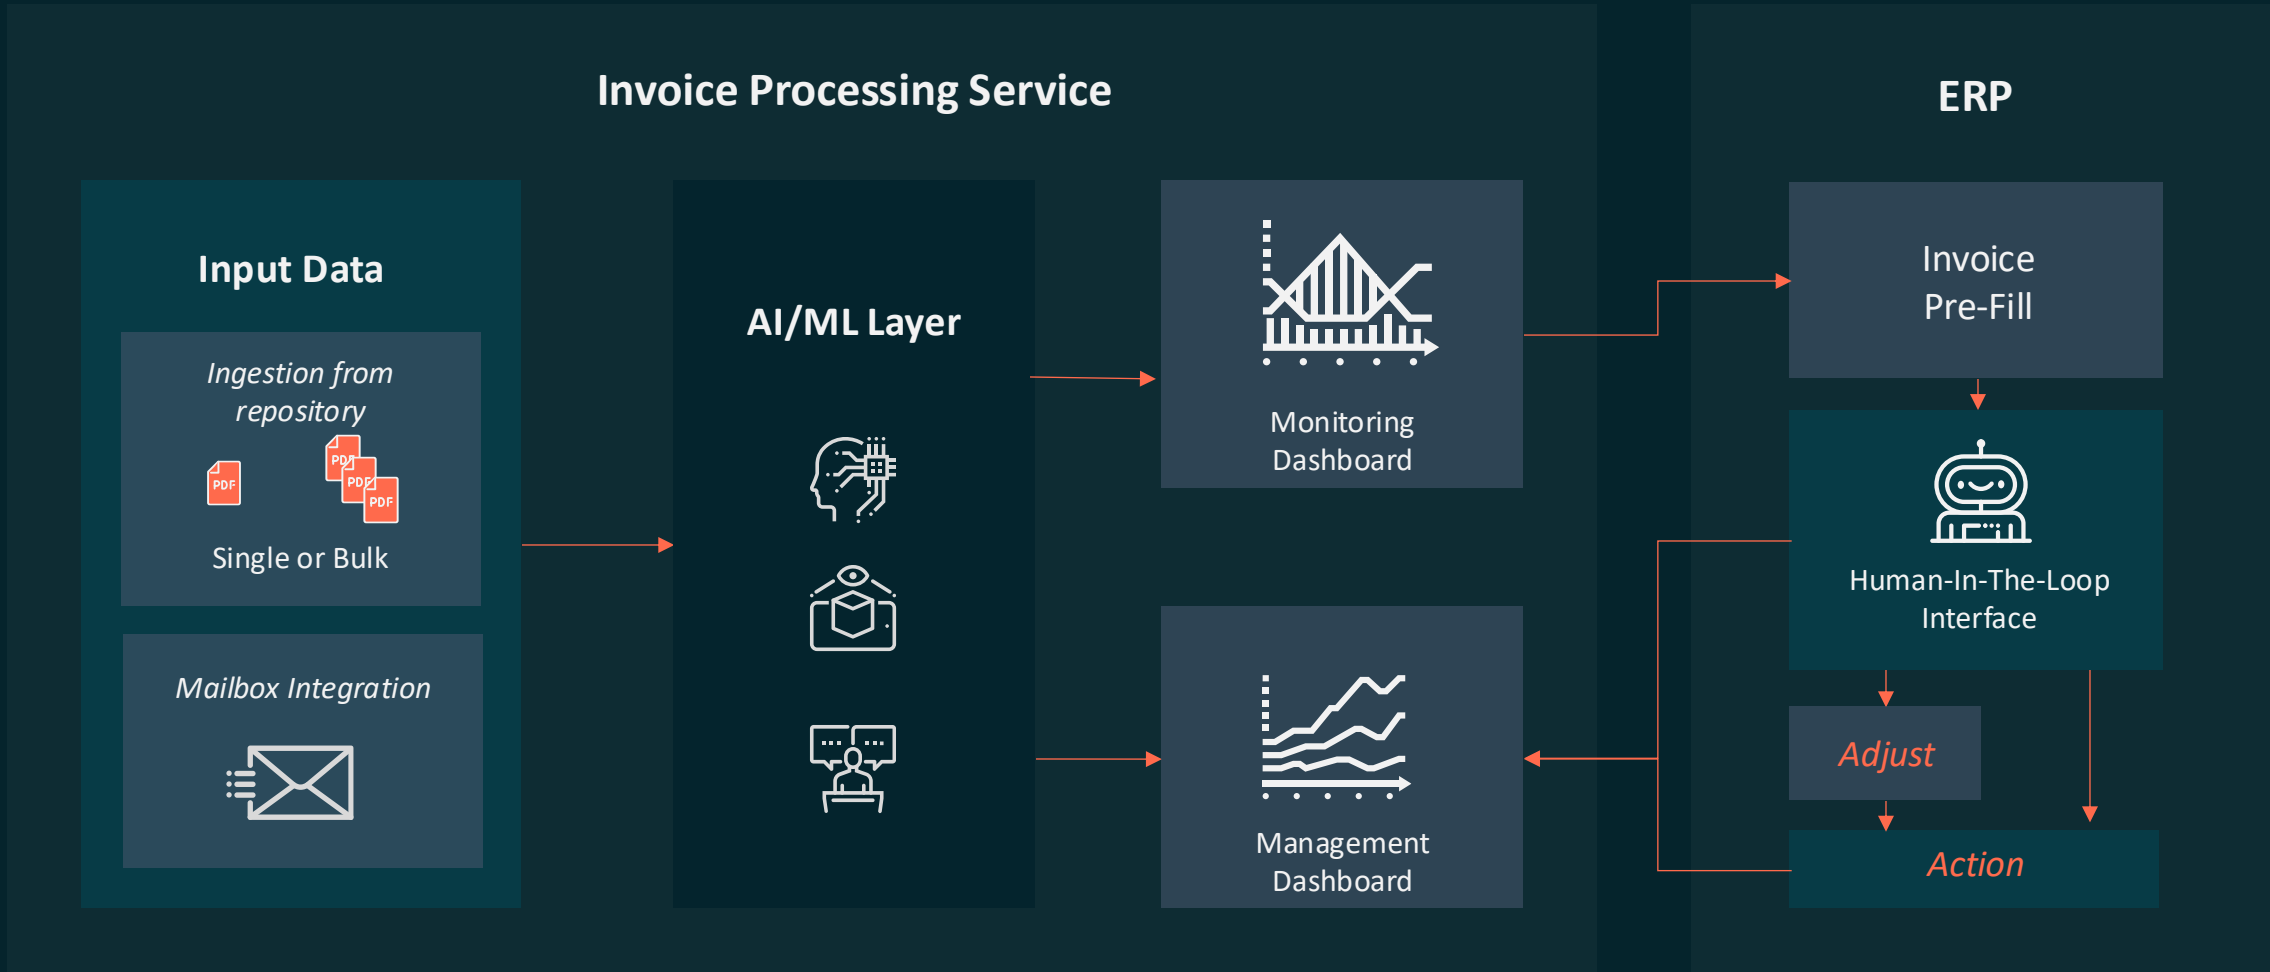 Invoice Processing Service
ERP
Input Data
Ingestion from
repository
PDF
PDF
PDF
PDF
Single or Bulk
Mailbox Integration
AI/ML Layer
Monitoring
Dashboard
Management
Dashboard
Invoice
Pre-Fill
Human-In-The-Loop
Interface
Adjust
Action